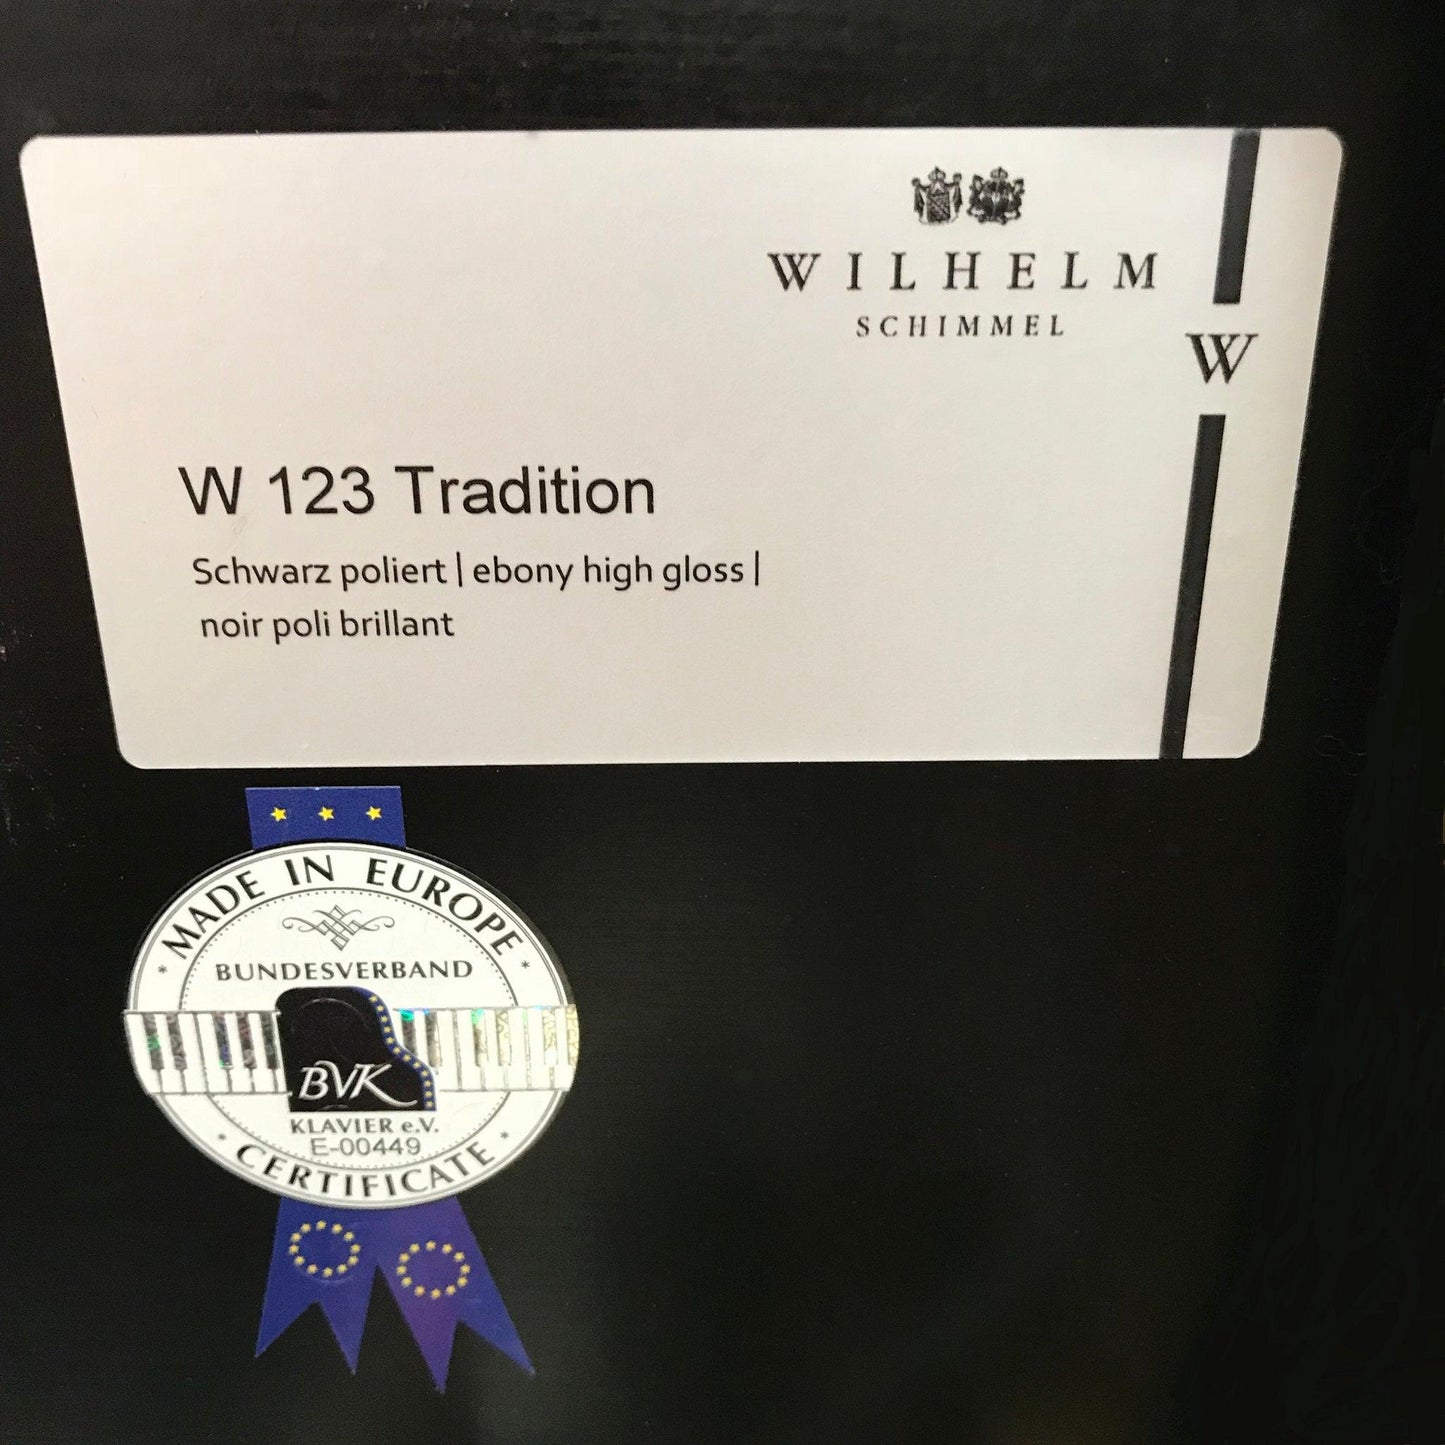 WILHELM
SCHIMMEL
W
W 123 Tradition
Schwarz poliert | ebony high gloss |
noir poli brillant
MADE IN EUROPE
BUNDESVERBAND
BVK
KLAVIER e.V.
E-00449
CERTIFICATE